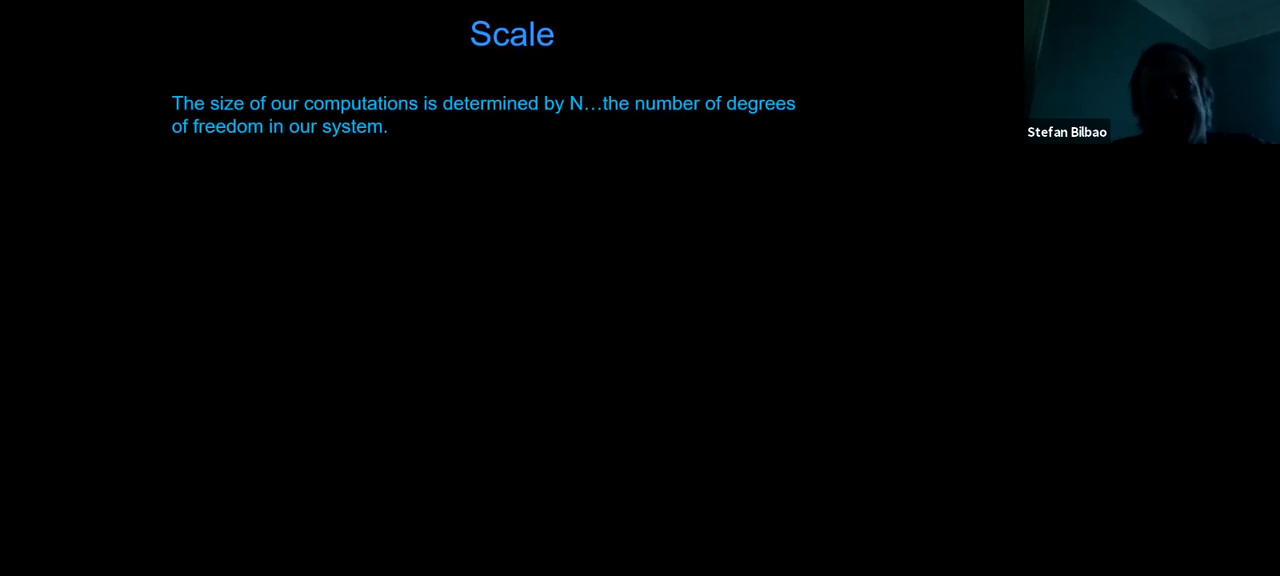 Scale
The size of our computations is determined by N…the number of degrees
of freedom in our system.
Stefan Bilbao